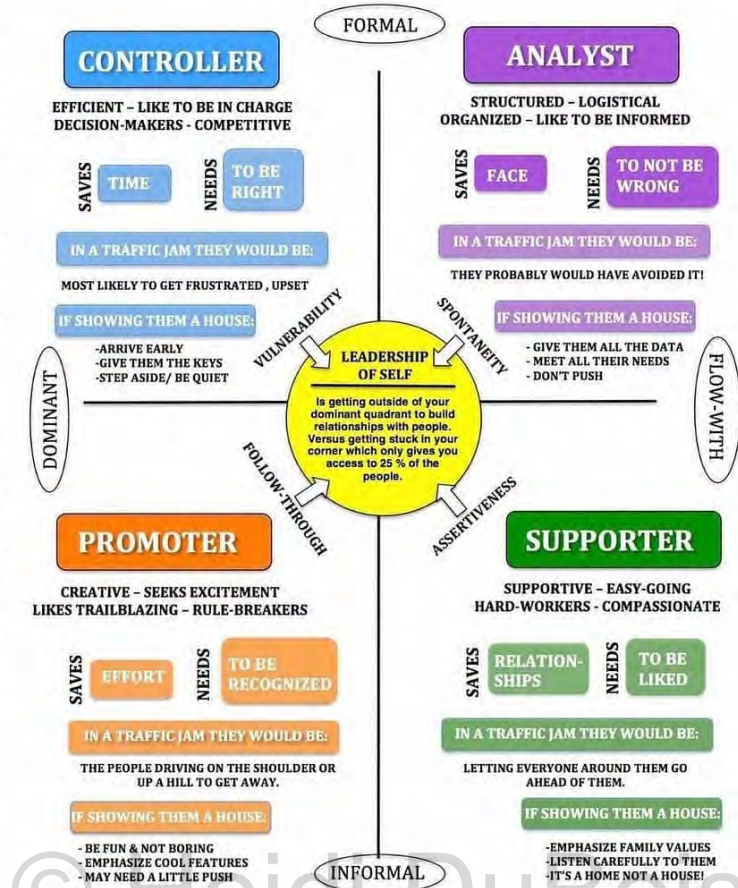 FORMAL
CONTROLLER
EFFICIENT – LIKE TO BE IN CHARGE
DECISION-MAKERS - COMPETITIVE
SAVES
TIME
NEEDS
TO BE
RIGHT
IN A TRAFFIC JAM THEY WOULD BE:
MOST LIKELY TO GET FRUSTRATED , UPSET
IF SHOWING THEM A HOUSE:
-ARRIVE EARLY
-GIVE THEM THE KEYS
-STEP ASIDE/ BE QUIET
ANALYST
STRUCTURED – LOGISTICAL
ORGANIZED – LIKE TO BE INFORMED
SAVES
FACE
NEEDS
TO NOT BE
WRONG
IN A TRAFFIC JAM THEY WOULD BE:
THEY PROBABLY WOULD HAVE AVOIDED IT!
IF SHOWING THEM A HOUSE:
- GIVE THEM ALL THE DATA
- MEET ALL THEIR NEEDS
- DON'T PUSH
DOMINANT
VULNERABILITY
SPONTANEITY
LEADERSHIP
OF SELF
Is getting outside of your
dominant quadrant to build
relationships with people.
Versus getting stuck in your
corner which only gives you
access to 25 % of the
people.
FOLLOW-THROUGH
ASSERTIVENESS
FLOW-WITH
PROMOTER
CREATIVE – SEEKS EXCITEMENT
LIKES TRAILBLAZING – RULE-BREAKERS
SAVES
EFFORT
NEEDS
TO BE
RECOGNIZED
IN A TRAFFIC JAM THEY WOULD BE:
THE PEOPLE DRIVING ON THE SHOULDER OR
UP A HILL TO GET AWAY.
IF SHOWING THEM A HOUSE:
- BE FUN & NOT BORING
- EMPHASIZE COOL FEATURES
- MAY NEED A LITTLE PUSH
SUPPORTER
SUPPORTIVE – EASY-GOING
HARD-WORKERS - COMPASSIONATE
SAVES
RELATION-
SHIPS
NEEDS
TO BE
LIKED
IN A TRAFFIC JAM THEY WOULD BE:
LETTING EVERYONE AROUND THEM GO
AHEAD OF THEM.
IF SHOWING THEM A HOUSE:
-EMPHASIZE FAMILY VALUES
-LISTEN CAREFULLY TO THEM
-IT'S A HOME NOT A HOUSE!
INFORMAL
©